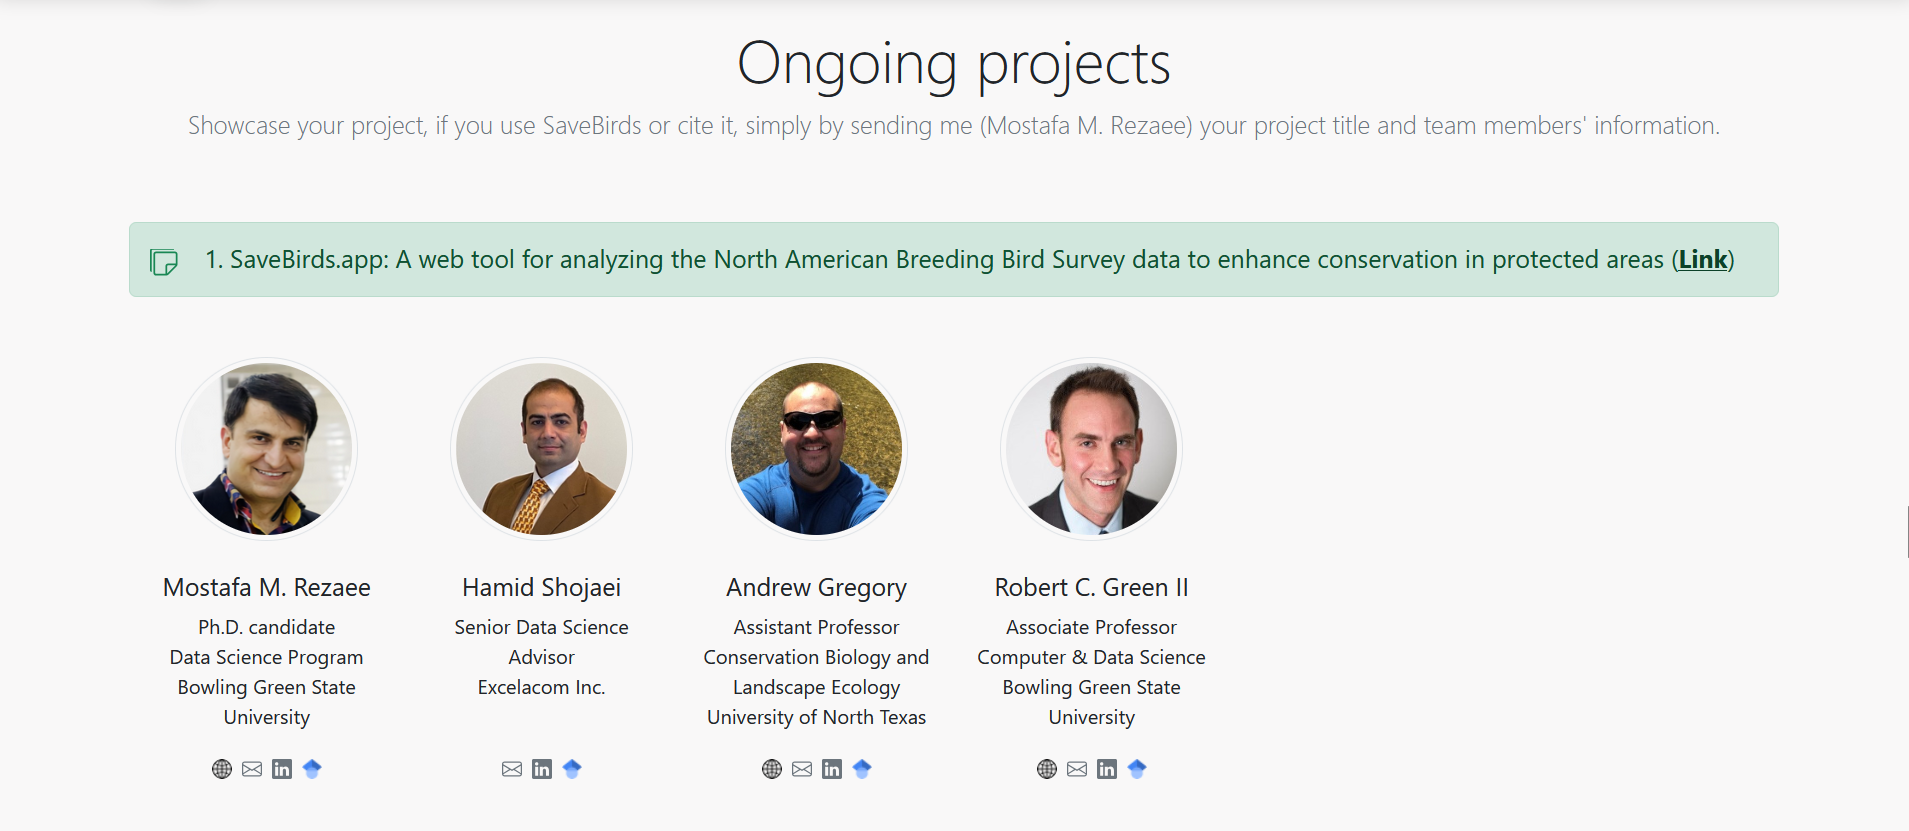 Ongoing projects
Showcase your project, if you use SaveBirds or cite it, simply by sending me (Mostafa M. Rezaee) your project title and team members' information.
1. SaveBirds.app: A web tool for analyzing the North American Breeding Bird Survey data to enhance conservation in protected areas (Link)
Mostafa M. Rezaee
Ph.D. candidate
Data Science Program
Bowling Green State
University
Hamid Shojaei
Senior Data Science
Advisor
Excelacom Inc.
Andrew Gregory
Assistant Professor
Conservation Biology and
Landscape Ecology
University of North Texas
Robert C. Green II
Associate Professor
Computer & Data Science
Bowling Green State
University
in
in
in
in